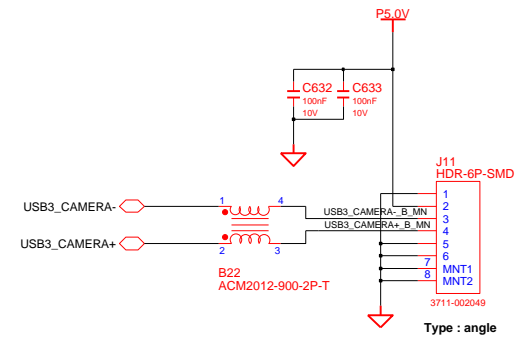 P5.0V
C632
100nF
10V
C633
100nF
10V
J11
HDR-6P-SMD
1
2
3
4
5
6
7
8
MNT1
MNT2
USB3_CAMERA-
1
4
USB3_CAMERA-_B_MN
USB3_CAMERA+_B_MN
USB3_CAMERA+
2
3
B22
ACM2012-900-2P-T
3711-002049
Type : angle